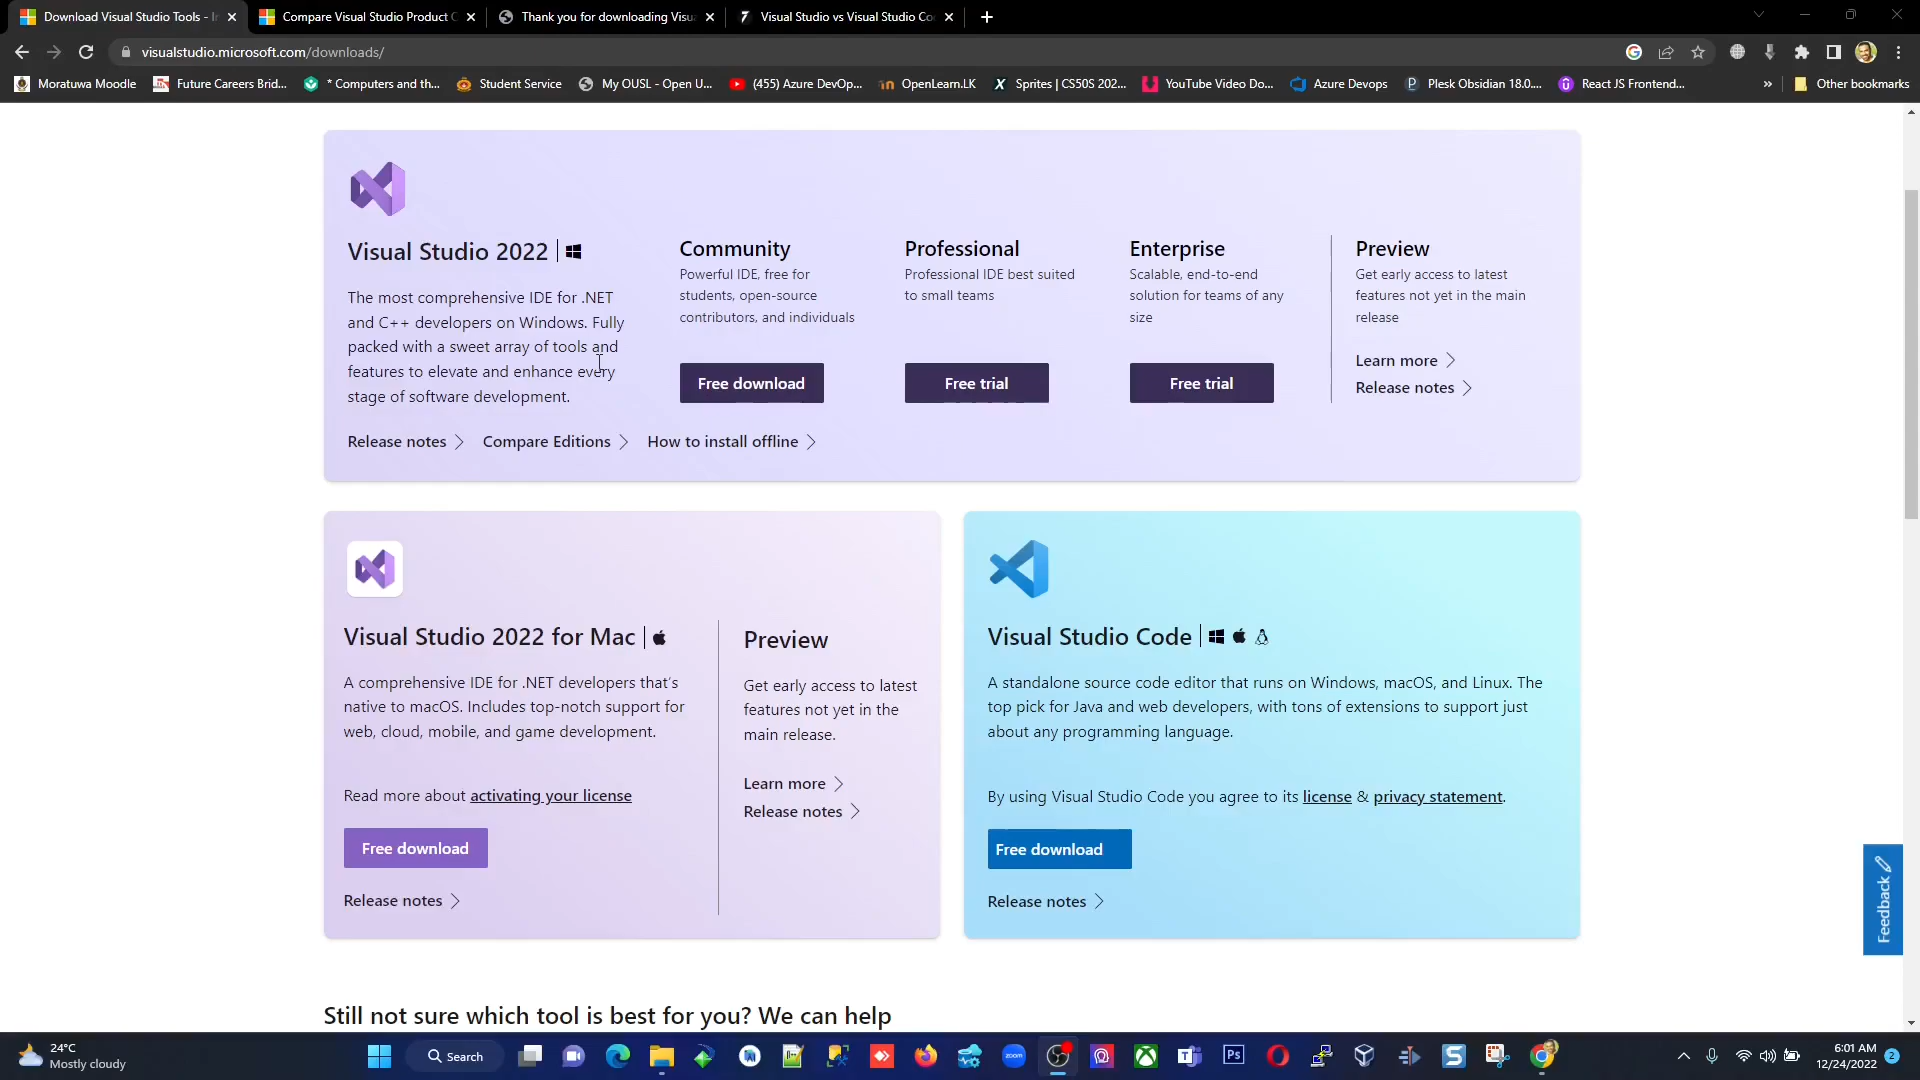 Download Visual Studio Tools - In
Compare Visual Studio Product C
Thank you for downloading Visu
Visual Studio vs Visual Studio Co
visualstudio.microsoft.com/downloads/
Moratuwa Moodle
Future Careers Brid...
* Computers and th...
Student Service
My OUSL - Open U...
(455) Azure DevOp...
OpenLearn.LK
Sprites | CS50S 202...
YouTube Video Do...
Azure Devops
Plesk Obsidian 18.0....
React JS Frontend...
»
Other bookmarks
Visual Studio 2022
The most comprehensive IDE for .NET
and C++ developers on Windows. Fully
packed with a sweet array of tools and
features to elevate and enhance every
stage of software development.
Community
Powerful IDE, free for
students, open-source
contributors, and individuals
Free download
Professional
Professional IDE best suited
to small teams
Free trial
Enterprise
Scalable, end-to-end
solution for teams of any
size
Free trial
Preview
Get early access to latest
features not yet in the main
release
Learn more
Release notes
Release notes
Compare Editions
How to install offline
Visual Studio 2022 for Mac
A comprehensive IDE for .NET developers that's
native to macOS. Includes top-notch support for
web, cloud, mobile, and game development.
Read more about activating your license
Free download
Release notes
Preview
Get early access to latest
features not yet in the
main release.
Learn more
Release notes
Visual Studio Code
A standalone source code editor that runs on Windows, macOS, and Linux. The
top pick for Java and web developers, with tons of extensions to support just
about any programming language.
By using Visual Studio Code you agree to its license & privacy statement.
Free download
Release notes
Feedback
Still not sure which tool is best for you? We can help
24°C
Mostly cloudy
Search
zoom
Ps
6:01 AM
12/24/2022
2